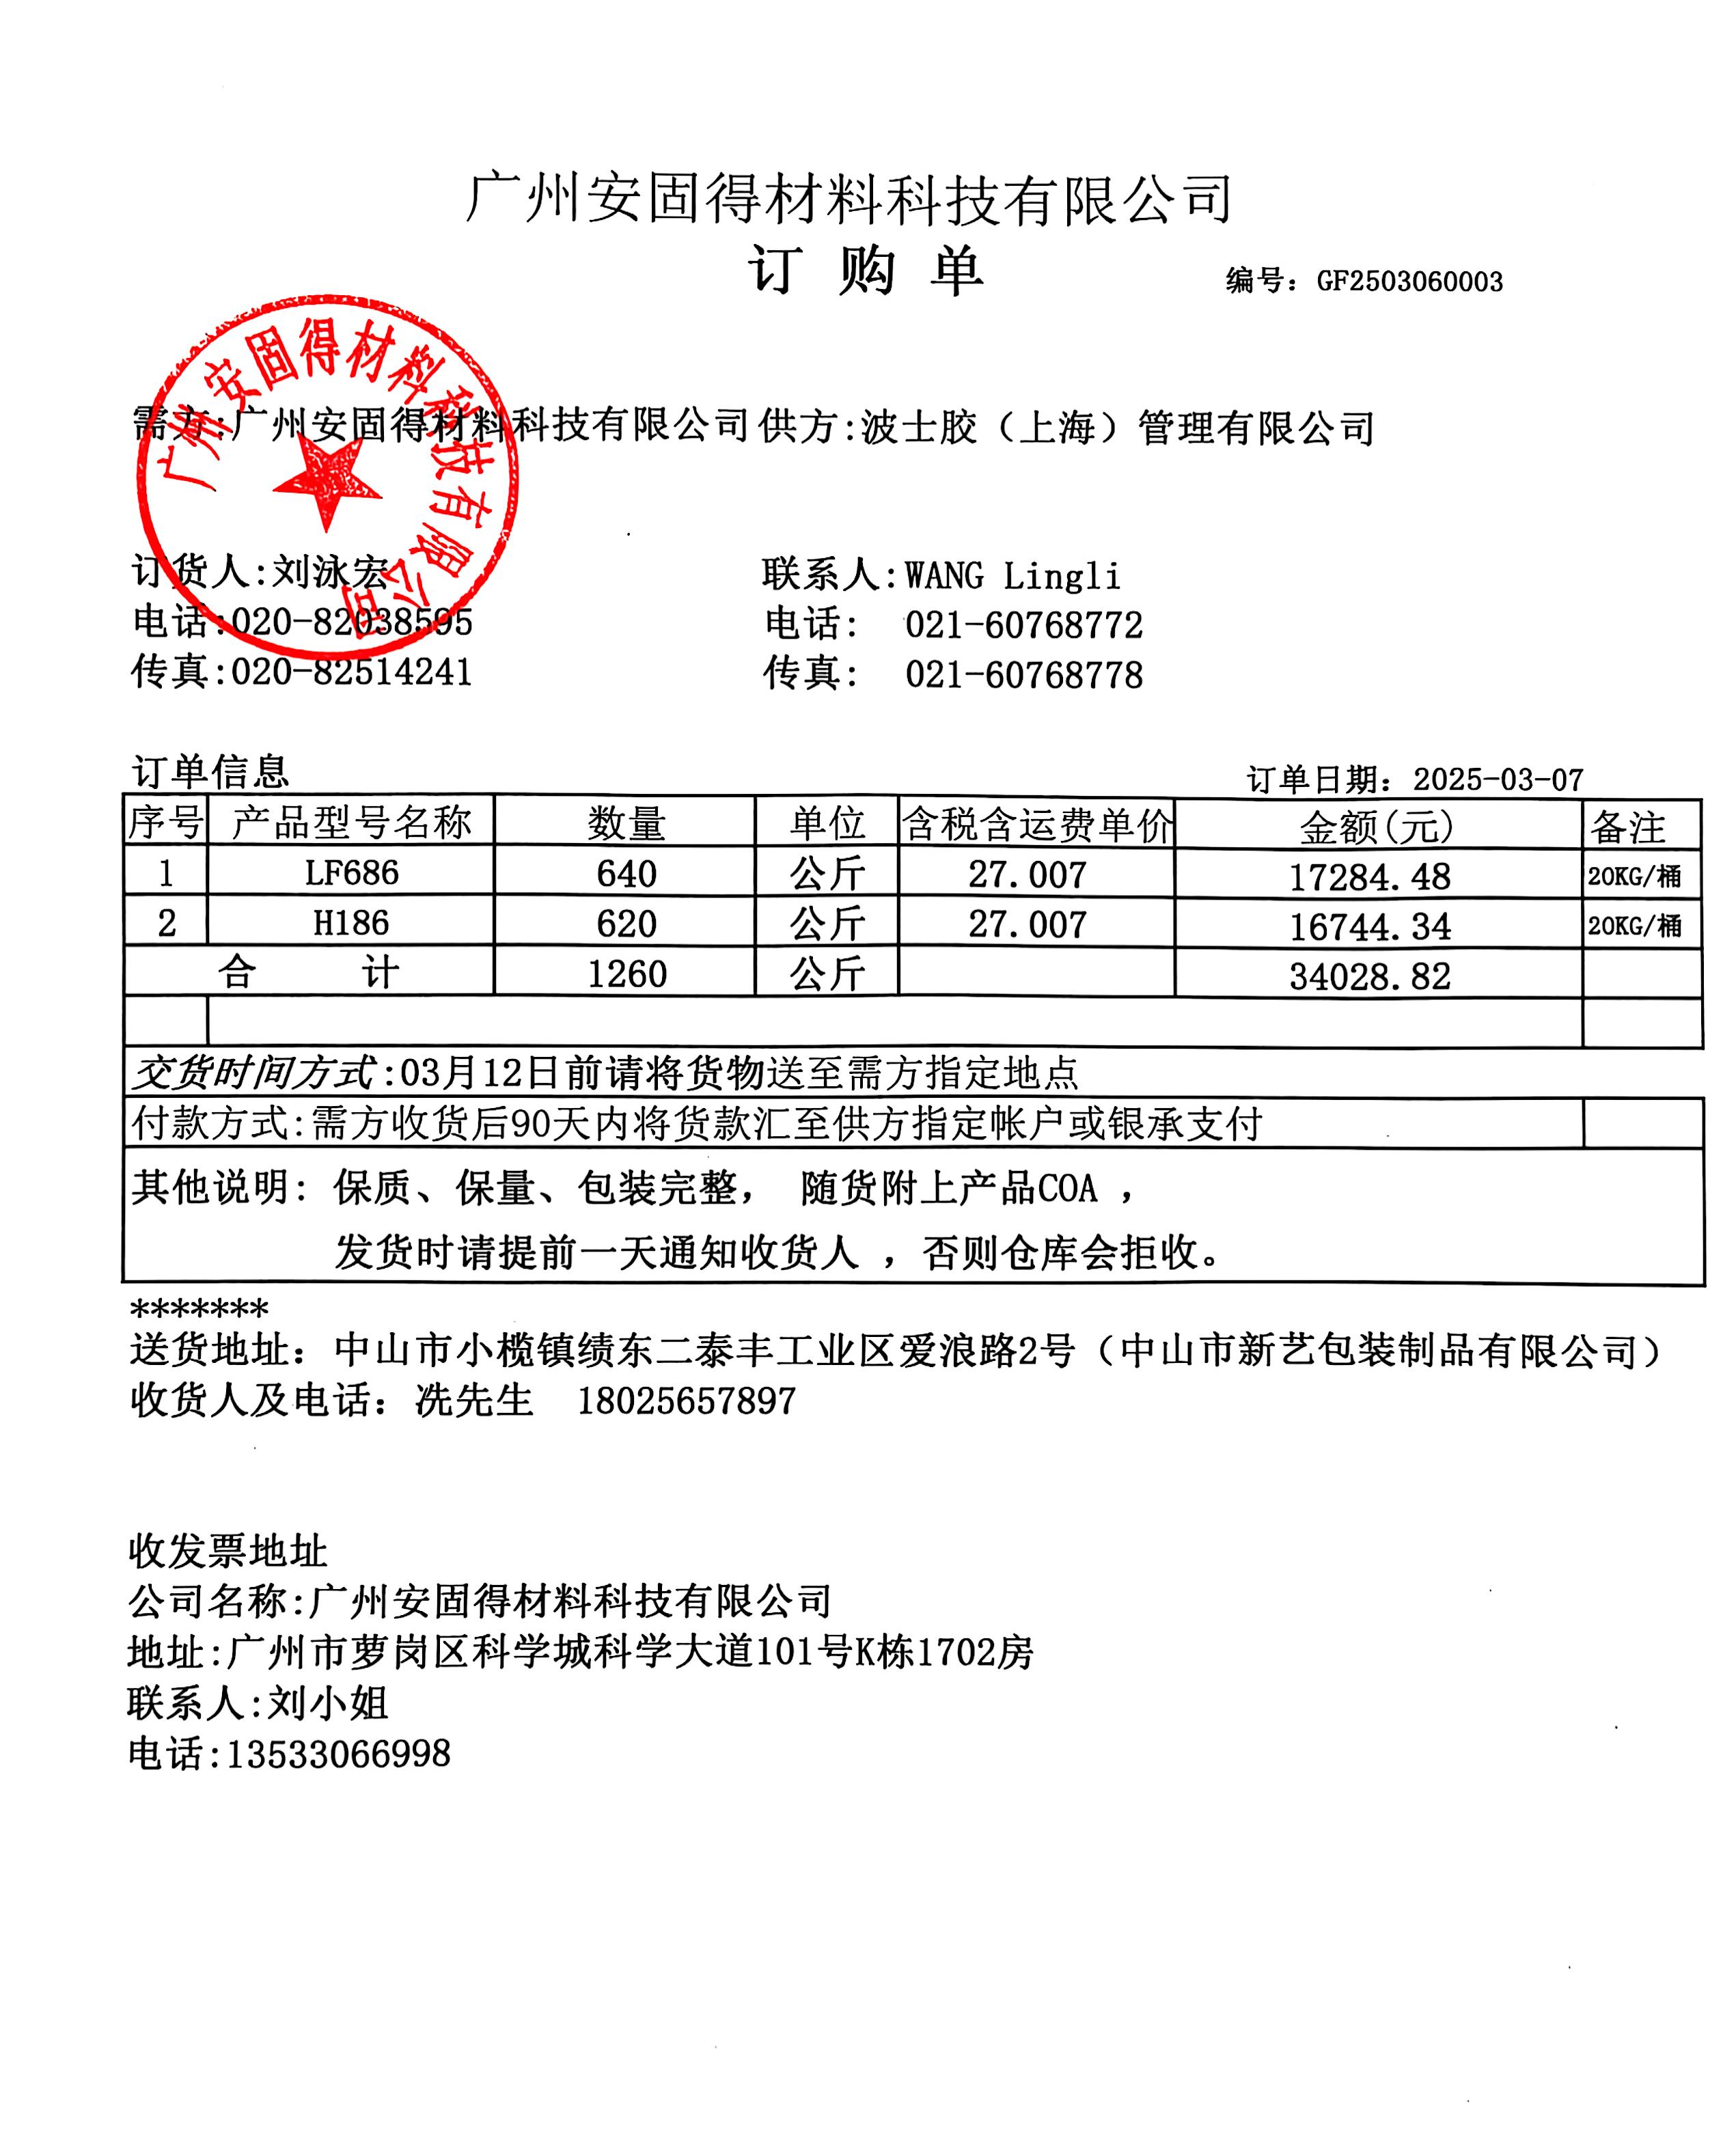 广州安固得材料科技有限公司
订 购 单
编号：GF2503060003
广州安固得材料科技有限公司
需方:广州安固得材料科技有限公司 供方:波士胶（上海）管理有限公司
订货人:刘泳宏 联系人:WANG Lingli
电话:020-82038595 电话: 021-60768772
传真:020-82514241 传真: 021-60768778
订单信息 订单日期：2025-03-07
序号 产品型号名称 数量 单位 含税含运费单价 金额(元) 备注
1 LF686 640 公斤 27.007 17284.48 20KG/桶
2 H186 620 公斤 27.007 16744.34 20KG/桶
合 计 1260 公斤 34028.82
交货时间方式:03月12日前请将货物送至需方指定地点
付款方式:需方收货后90天内将货款汇至供方指定帐户或银承支付
其他说明: 保质、保量、包装完整， 随货附上产品COA ，
发货时请提前一天通知收货人 ，否则仓库会拒收。
*******
送货地址：中山市小榄镇绩东二泰丰工业区爱浪路2号（中山市新艺包装制品有限公司）
收货人及电话：冼先生 18025657897
收发票地址
公司名称:广州安固得材料科技有限公司
地址:广州市萝岗区科学城科学大道101号K栋1702房
联系人:刘小姐
电话:13533066998